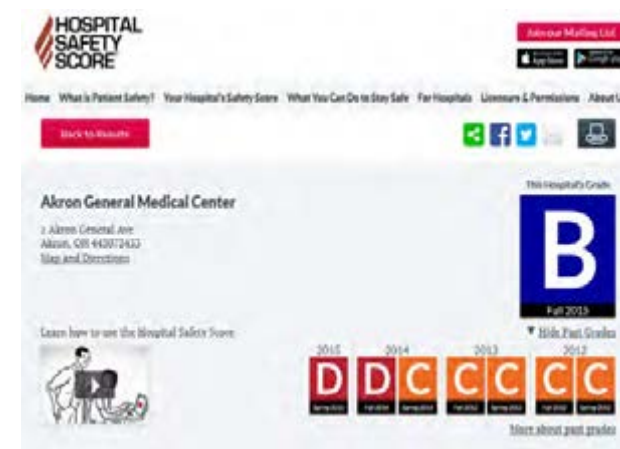 HOSPITAL
SAFETY
SCORE
Join our Mailing List
App Store
Home What is Patient Safety? Your Hospital's Safety Score What You Can Do to Stay Safe For Hospitals Licensure & Permissions About U
Back to Results
This Hospital's Grade
Akron General Medical Center
1 Akron General Ave
Akron, OH 443072433
Map and Directions
B
Fall 2015
Learn how to use the Hospital Safety Score
Hide Past Grades
2015 2014 2013 2012
D D C C C C C
More about past grades